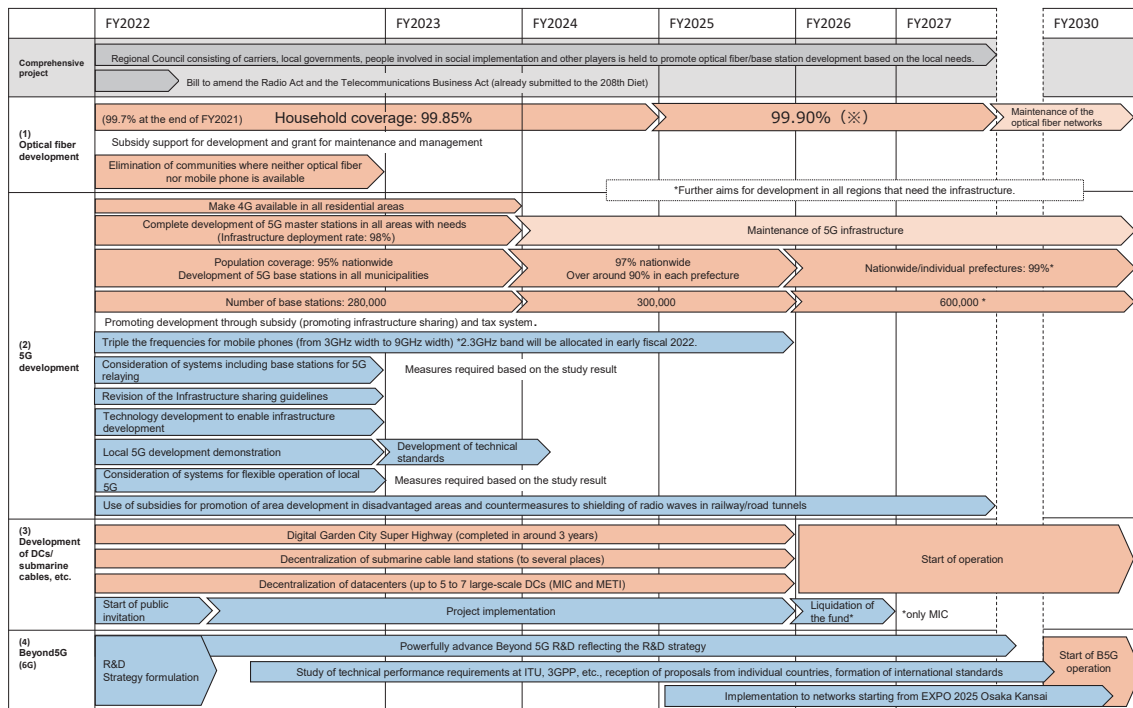 FY2022 FY2023 FY2024 FY2025 FY2026 FY2027 FY2030
Comprehensive
project
Regional Council consisting of carriers, local governments, people involved in social implementation and other players is held to promote optical fiber/base station development based on the local needs.
Bill to amend the Radio Act and the Telecommunications Business Act (already submitted to the 208th Diet)
(1)
Optical fiber
development
(99.7% at the end of FY2021) Household coverage: 99.85%
99.90%（※）
Maintenance of the
optical fiber networks
Subsidy support for development and grant for maintenance and management
Elimination of communities where neither optical fiber
nor mobile phone is available
*Further aims for development in all regions that need the infrastructure.
(2)
5G
development
Make 4G available in all residential areas
Complete development of 5G master stations in all areas with needs
(Infrastructure deployment rate: 98%)
Maintenance of 5G infrastructure
Population coverage: 95% nationwide
Development of 5G base stations in all municipalities
97% nationwide
Over around 90% in each prefecture
Nationwide/individual prefectures: 99%*
Number of base stations: 280,000
300,000
600,000 *
Promoting development through subsidy (promoting infrastructure sharing) and tax system.
Triple the frequencies for mobile phones (from 3GHz width to 9GHz width) *2.3GHz band will be allocated in early fiscal 2022.
Consideration of systems including base stations for 5G
relaying
Measures required based on the study result
Revision of the Infrastructure sharing guidelines
Technology development to enable infrastructure
development
Local 5G development demonstration
Development of technical
standards
Consideration of systems for flexible operation of local
5G
Measures required based on the study result
Use of subsidies for promotion of area development in disadvantaged areas and countermeasures to shielding of radio waves in railway/road tunnels
(3)
Development
of DCs/
submarine
cables, etc.
Digital Garden City Super Highway (completed in around 3 years)
Decentralization of submarine cable land stations (to several places)
Decentralization of datacenters (up to 5 to 7 large-scale DCs (MIC and METI)
Start of operation
Start of public
invitation
Project implementation
Liquidation of
the fund*
*only MIC
(4)
Beyond5G
(6G)
R&D
Strategy formulation
Powerfully advance Beyond 5G R&D reflecting the R&D strategy
Study of technical performance requirements at ITU, 3GPP, etc., reception of proposals from individual countries, formation of international standards
Implementation to networks starting from EXPO 2025 Osaka Kansai
Start of B5G
operation